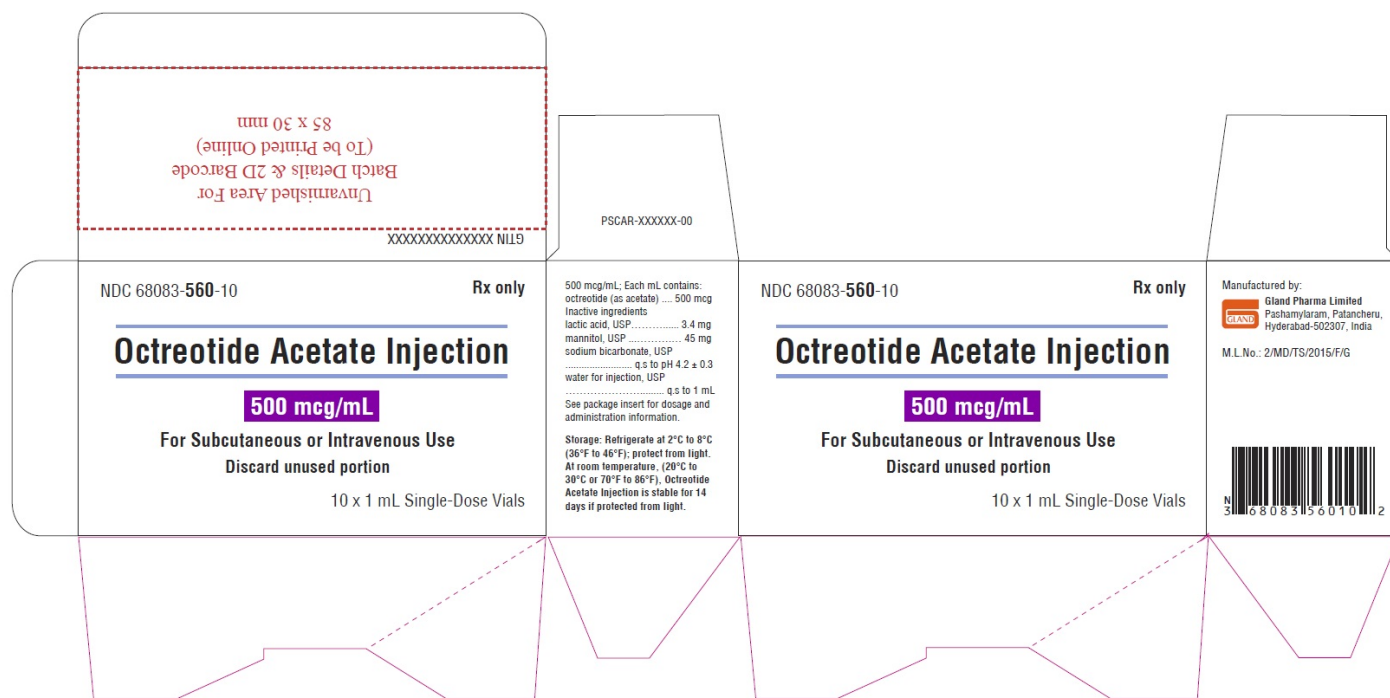 Unvarnished Area For
Batch Details & 2D Barcode
(To be Printed Online)
85 x 30 mm
GTIN XXXXXXXXXXXXXX
PSCAR-XXXXXX-00
NDC 68083-560-10
Rx only
Octreotide Acetate Injection
500 mcg/mL
For Subcutaneous or Intravenous Use
Discard unused portion
10 x 1 mL Single-Dose Vials
500 mcg/mL; Each mL contains:
octreotide (as acetate) .... 500 mcg
Inactive ingredients
lactic acid, USP............... 3.4 mg
mannitol, USP ................ 45 mg
sodium bicarbonate, USP
......................... q.s to pH 4.2 ± 0.3
water for injection, USP
.............................. q.s to 1 mL
See package insert for dosage and
administration information.
Storage: Refrigerate at 2°C to 8°C
(36°F to 46°F); protect from light.
At room temperature, (20°C to
30°C or 70°F to 86°F), Octreotide
Acetate Injection is stable for 14
days if protected from light.
NDC 68083-560-10
Rx only
Octreotide Acetate Injection
500 mcg/mL
For Subcutaneous or Intravenous Use
Discard unused portion
10 x 1 mL Single-Dose Vials
Manufactured by:
GLAND
Gland Pharma Limited
Pashamylaram, Patancheru,
Hyderabad-502307, India
M.L.No.: 2/MD/TS/2015/F/G
N
3 68083 56010 2